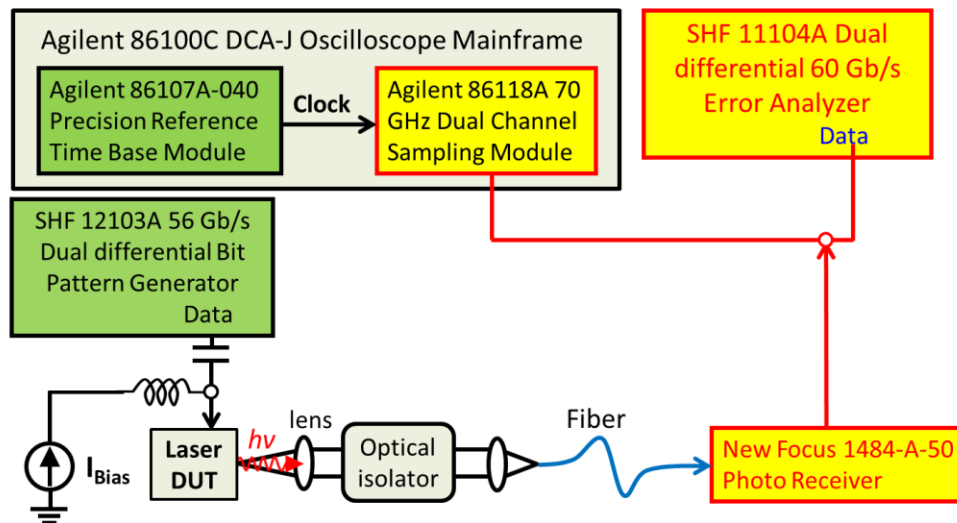 Agilent 86100C DCA-J Oscilloscope Mainframe
Agilent 86107A-040
Precision Reference
Time Base Module
Clock
Agilent 86118A 70
GHz Dual Channel
Sampling Module
SHF 11104A Dual
differential 60 Gb/s
Error Analyzer
Data
SHF 12103A 56 Gb/s
Dual differential Bit
Pattern Generator
Data
I_Bias
Laser
DUT
hν
lens
Optical
isolator
Fiber
New Focus 1484-A-50
Photo Receiver